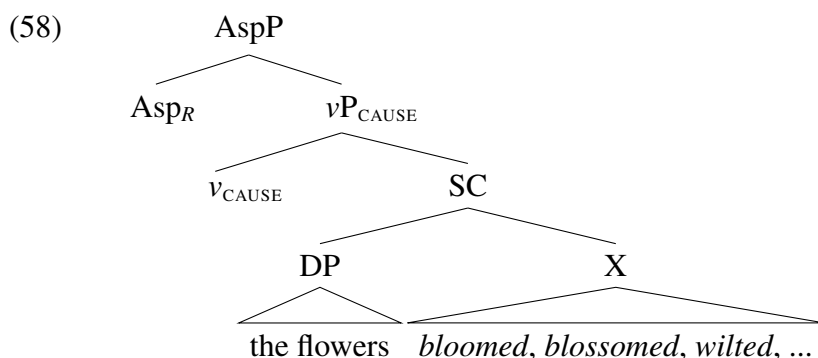 (58) AspP
Asp_R vP_CAUSE
v_CAUSE SC
DP X
the flowers bloomed, blossomed, wilted, ...